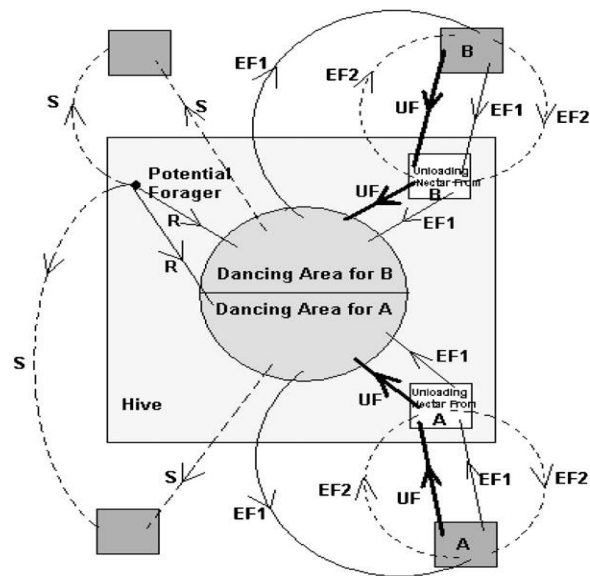 B
EF1
EF2
S
S
UF
EF1
EF2
Potential
Forager
Unloading
Nectar From
B
UF
R
EF1
R
Dancing Area for B
Dancing Area for A
S
EF1
Unloading
Nectar From
A
UF
Hive
S
EF1
EF2
UF
EF1
EF2
A